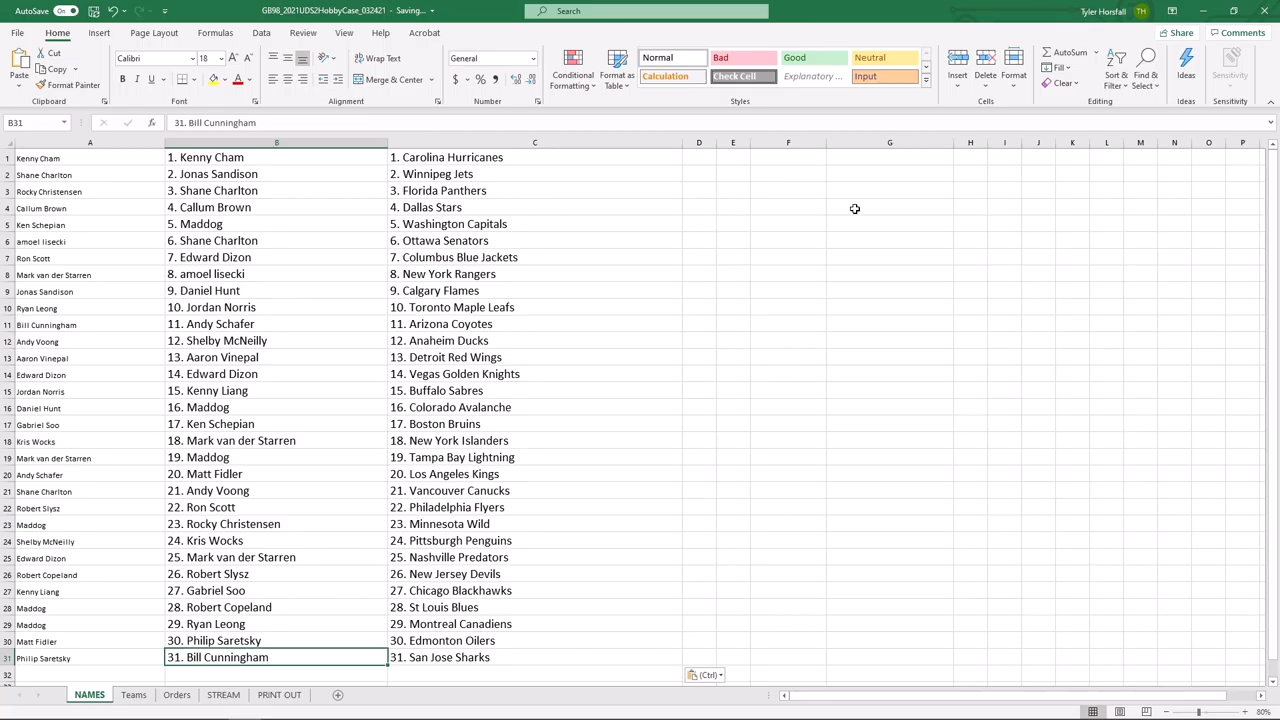 AutoSave On GB98_2021UDS2HobbyCase_032421 - Saving... Search Tyler Horsfall TH
File Home Insert Page Layout Formulas Data Review View Help Acrobat Share Comments
Paste Cut Copy Format Painter Calibri 18 Wrap Text Merge & Center General Conditional Formatting Format as Table Normal Bad Good Neutral Calculation Check Cell Explanatory ... Input Insert Delete Format AutoSum Fill Clear Sort & Filter Find & Select Ideas Sensitivity
Clipboard Font Alignment Number Styles Cells Editing Ideas Sensitivity
B31 fx 31. Bill Cunningham
A B C D E F G H I J K L M N O P
1 Kenny Cham 1. Kenny Cham 1. Carolina Hurricanes
2 Shane Charlton 2. Jonas Sandison 2. Winnipeg Jets
3 Rocky Christensen 3. Shane Charlton 3. Florida Panthers
4 Callum Brown 4. Callum Brown 4. Dallas Stars
5 Ken Schepian 5. Maddog 5. Washington Capitals
6 amoel lisecki 6. Shane Charlton 6. Ottawa Senators
7 Ron Scott 7. Edward Dizon 7. Columbus Blue Jackets
8 Mark van der Starren 8. amoel lisecki 8. New York Rangers
9 Jonas Sandison 9. Daniel Hunt 9. Calgary Flames
10 Ryan Leong 10. Jordan Norris 10. Toronto Maple Leafs
11 Bill Cunningham 11. Andy Schafer 11. Arizona Coyotes
12 Andy Voong 12. Shelby McNeilly 12. Anaheim Ducks
13 Aaron Vinepal 13. Aaron Vinepal 13. Detroit Red Wings
14 Edward Dizon 14. Edward Dizon 14. Vegas Golden Knights
15 Jordan Norris 15. Kenny Liang 15. Buffalo Sabres
16 Daniel Hunt 16. Maddog 16. Colorado Avalanche
17 Gabriel Soo 17. Ken Schepian 17. Boston Bruins
18 Kris Wocks 18. Mark van der Starren 18. New York Islanders
19 Mark van der Starren 19. Maddog 19. Tampa Bay Lightning
20 Andy Schafer 20. Matt Fidler 20. Los Angeles Kings
21 Shane Charlton 21. Andy Voong 21. Vancouver Canucks
22 Robert Slysz 22. Ron Scott 22. Philadelphia Flyers
23 Maddog 23. Rocky Christensen 23. Minnesota Wild
24 Shelby McNeilly 24. Kris Wocks 24. Pittsburgh Penguins
25 Edward Dizon 25. Mark van der Starren 25. Nashville Predators
26 Robert Copeland 26. Robert Slysz 26. New Jersey Devils
27 Kenny Liang 27. Gabriel Soo 27. Chicago Blackhawks
28 Maddog 28. Robert Copeland 28. St Louis Blues
29 Maddog 29. Ryan Leong 29. Montreal Canadiens
30 Matt Fidler 30. Philip Saretsky 30. Edmonton Oilers
31 Philip Saretsky 31. Bill Cunningham 31. San Jose Sharks
32 (Ctrl)
NAMES Teams Orders STREAM PRINT OUT
80%